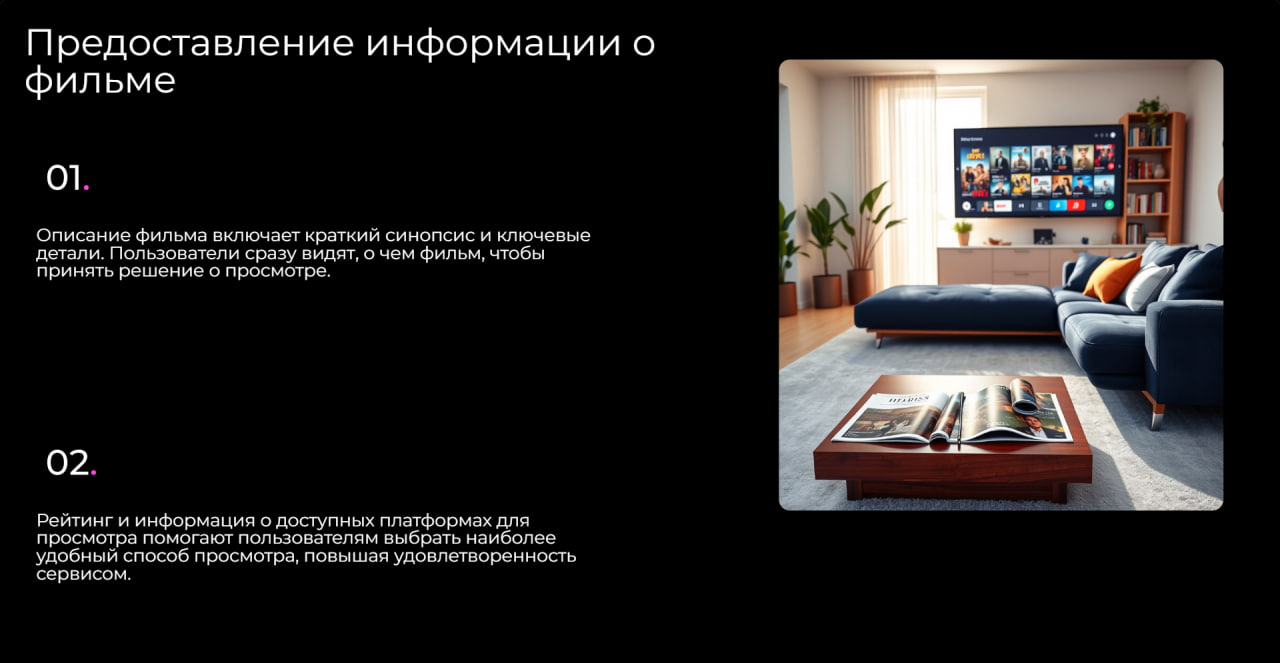 Предоставление информации о
фильме
01.
Описание фильма включает краткий синопсис и ключевые
детали. Пользователи сразу видят, о чем фильм, чтобы
принять решение о просмотре.
02.
Рейтинг и информация о доступных платформах для
просмотра помогают пользователям выбрать наиболее
удобный способ просмотра, повышая удовлетворенность
сервисом.